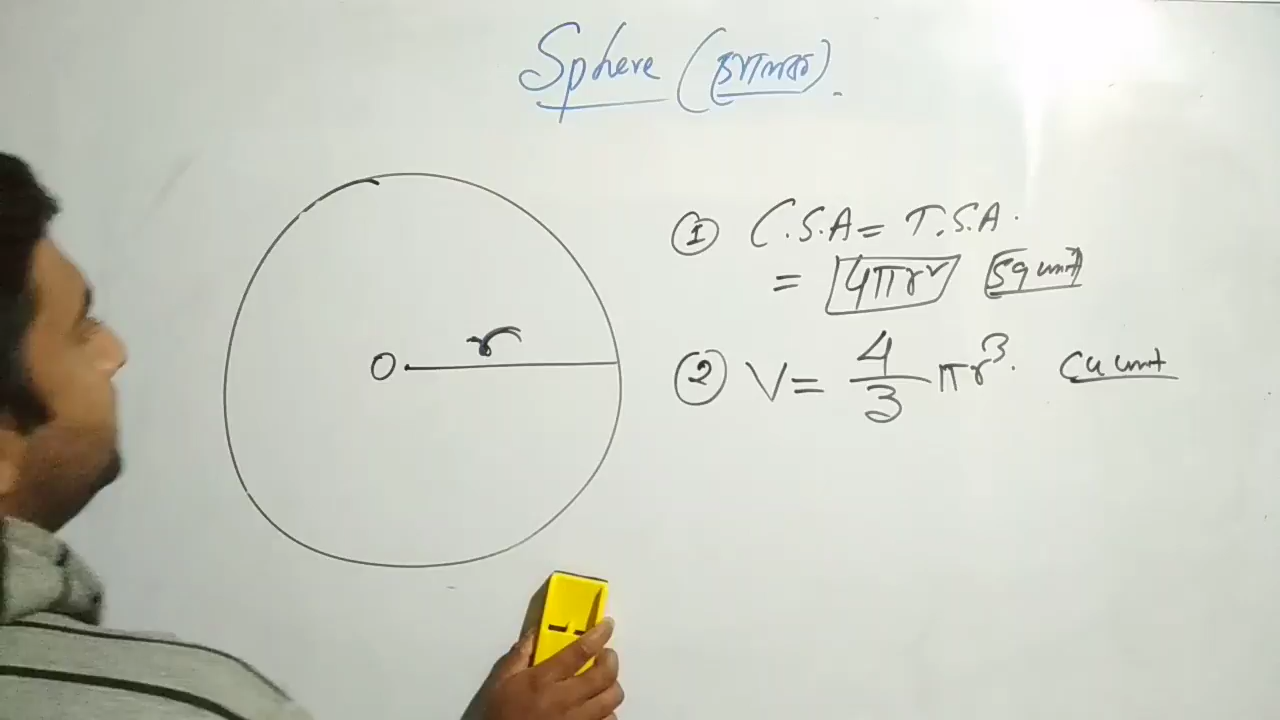 Sphere (গোলক).
① C.S.A = T.S.A.
= 4πr² sq unit
② V = 4/3 πr³. cu unit
O r